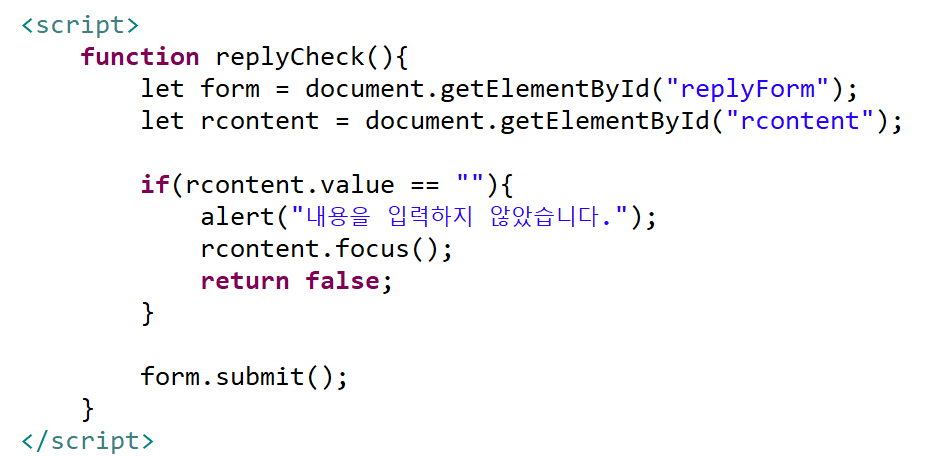 <script>
    function replyCheck(){
        let form = document.getElementById("replyForm");
        let rcontent = document.getElementById("rcontent");

        if(rcontent.value == ""){
            alert("내용을 입력하지 않았습니다.");
            rcontent.focus();
            return false;
        }

        form.submit();
    }
</script>